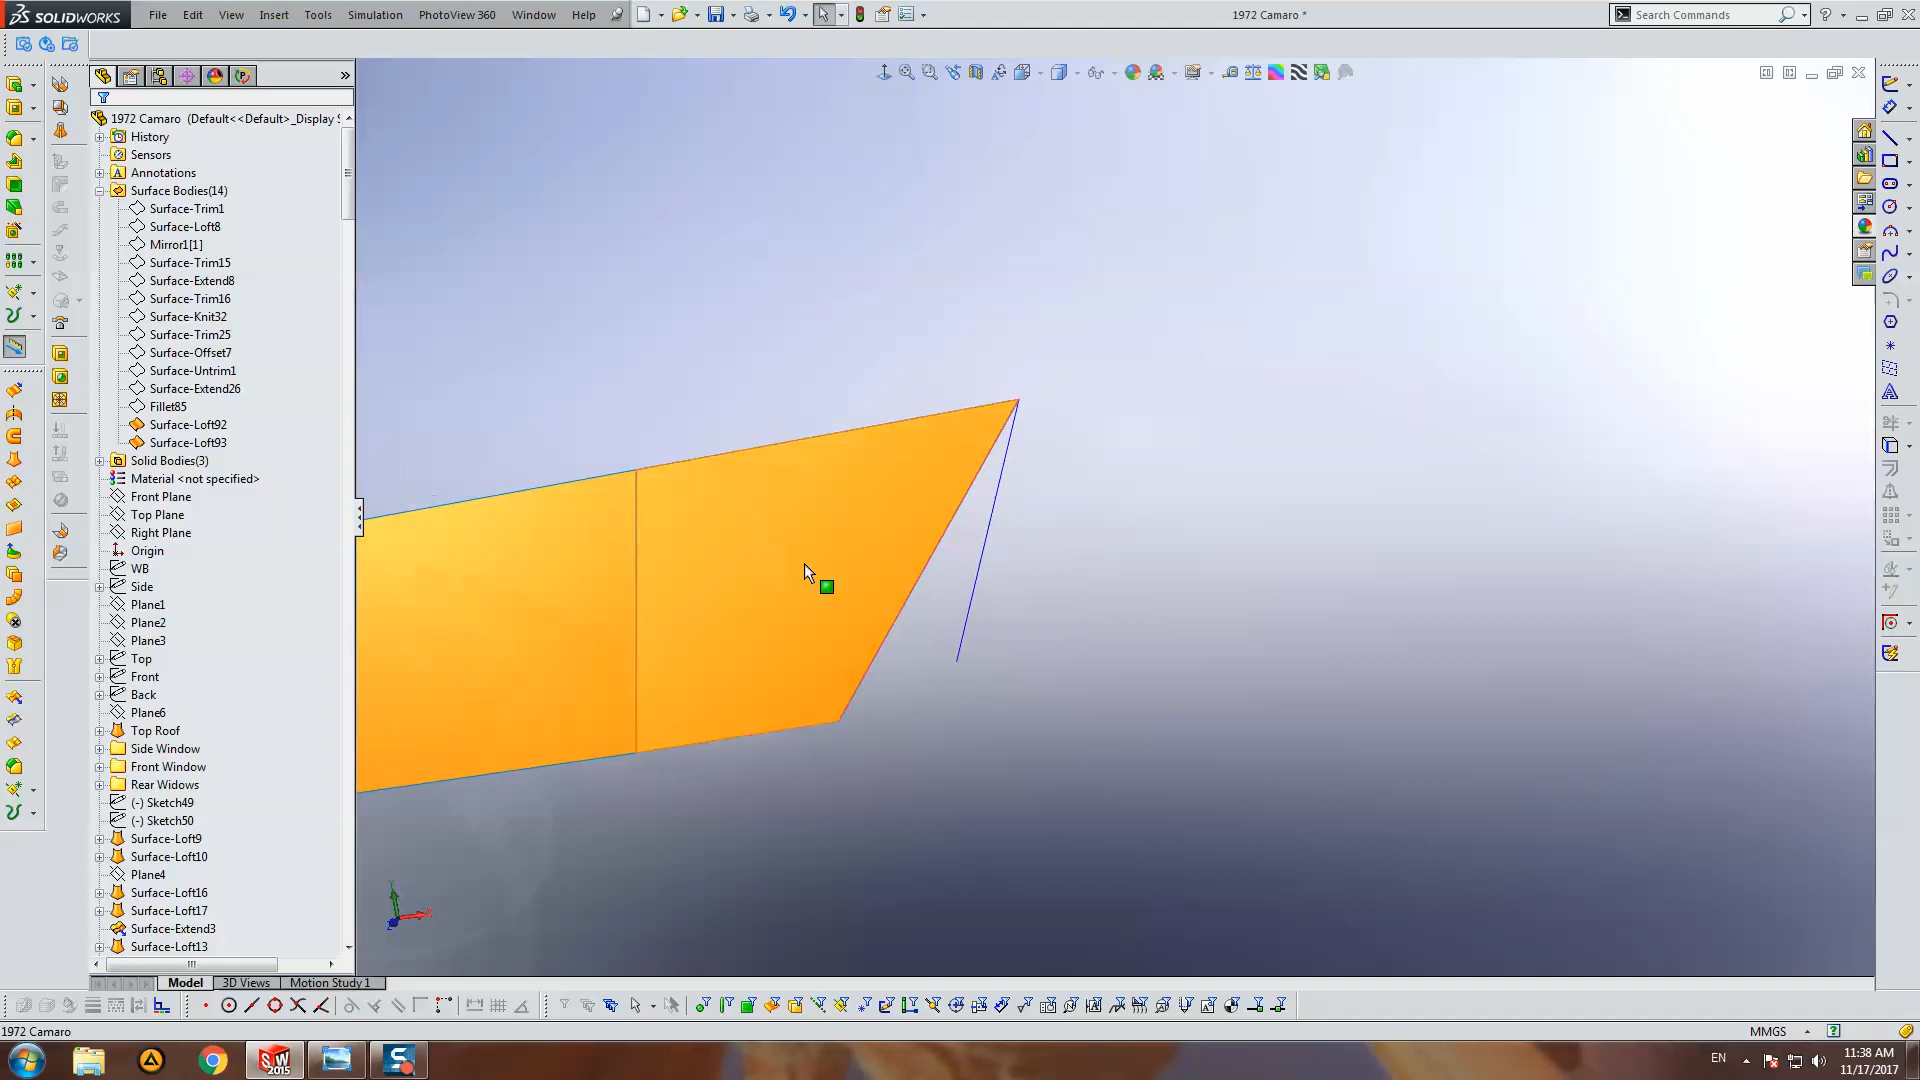 SOLIDWORKS
File
Edit
View
Insert
Tools
Simulation
PhotoView 360
Window
Help
1972 Camaro *
Search Commands
1972 Camaro (Default<<Default>_Display S
History
Sensors
Annotations
Surface Bodies(14)
Surface-Trim1
Surface-Loft8
Mirror1[1]
Surface-Trim15
Surface-Extend8
Surface-Trim16
Surface-Knit32
Surface-Trim25
Surface-Offset7
Surface-Untrim1
Surface-Extend26
Fillet85
Surface-Loft92
Surface-Loft93
Solid Bodies(3)
Material <not specified>
Front Plane
Top Plane
Right Plane
Origin
WB
Side
Plane1
Plane2
Plane3
Top
Front
Back
Plane6
Top Roof
Side Window
Front Window
Rear Widows
(-) Sketch49
(-) Sketch50
Surface-Loft9
Surface-Loft10
Plane4
Surface-Loft16
Surface-Loft17
Surface-Extend3
Surface-Loft13
Model
3D Views
Motion Study 1
1972 Camaro
MMGS
SW
2015
EN
11:38 AM
11/17/2017